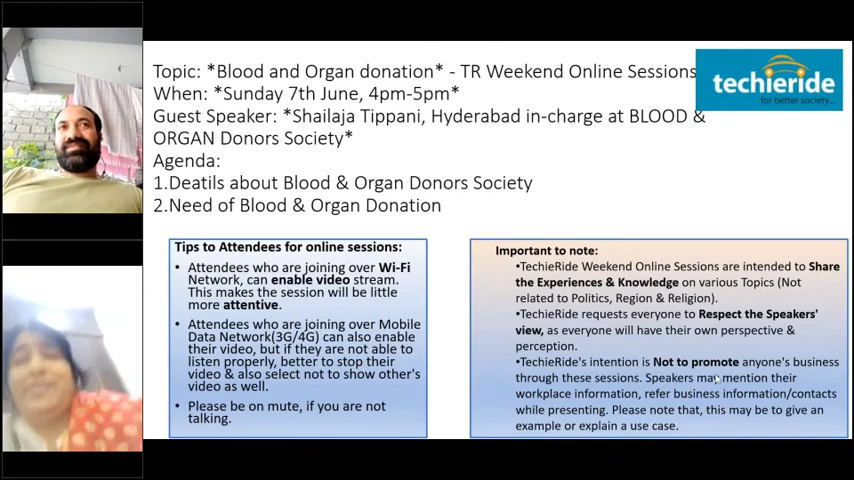 Topic: *Blood and Organ donation* - TR Weekend Online Sessions
When: *Sunday 7th June, 4pm-5pm*
Guest Speaker: *Shailaja Tippani, Hyderabad in-charge at BLOOD &
ORGAN Donors Society*
Agenda:
1.Deatils about Blood & Organ Donors Society
2.Need of Blood & Organ Donation
techieride
for better society..
Tips to Attendees for online sessions:
• Attendees who are joining over Wi-Fi
Network, can enable video stream.
This makes the session will be little
more attentive.
• Attendees who are joining over Mobile
Data Network(3G/4G) can also enable
their video, but if they are not able to
listen properly, better to stop their
video & also select not to show other's
video as well.
• Please be on mute, if you are not
talking.
Important to note:
•TechieRide Weekend Online Sessions are intended to Share
the Experiences & Knowledge on various Topics (Not
related to Politics, Region & Religion).
•TechieRide requests everyone to Respect the Speakers'
view, as everyone will have their own perspective &
perception.
•TechieRide's intention is Not to promote anyone's business
through these sessions. Speakers may mention their
workplace information, refer business information/contacts
while presenting. Please note that, this may be to give an
example or explain a use case.